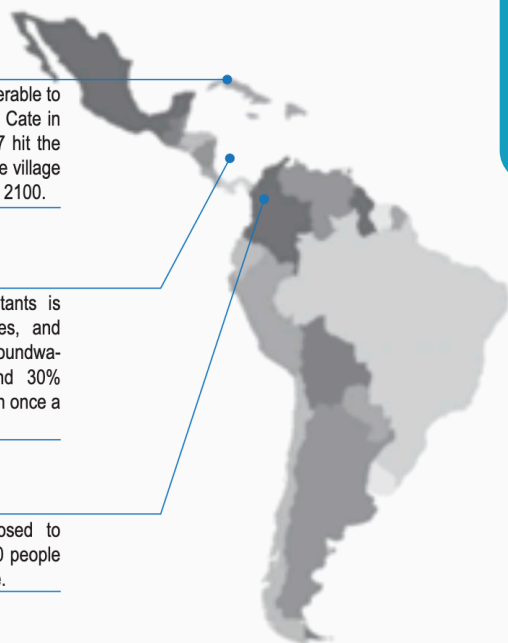 erable to
Cate in
7 hit the
e village
2100.
tants is
es, and
oundwa-
nd 30%
n once a
osed to
0 people
e.